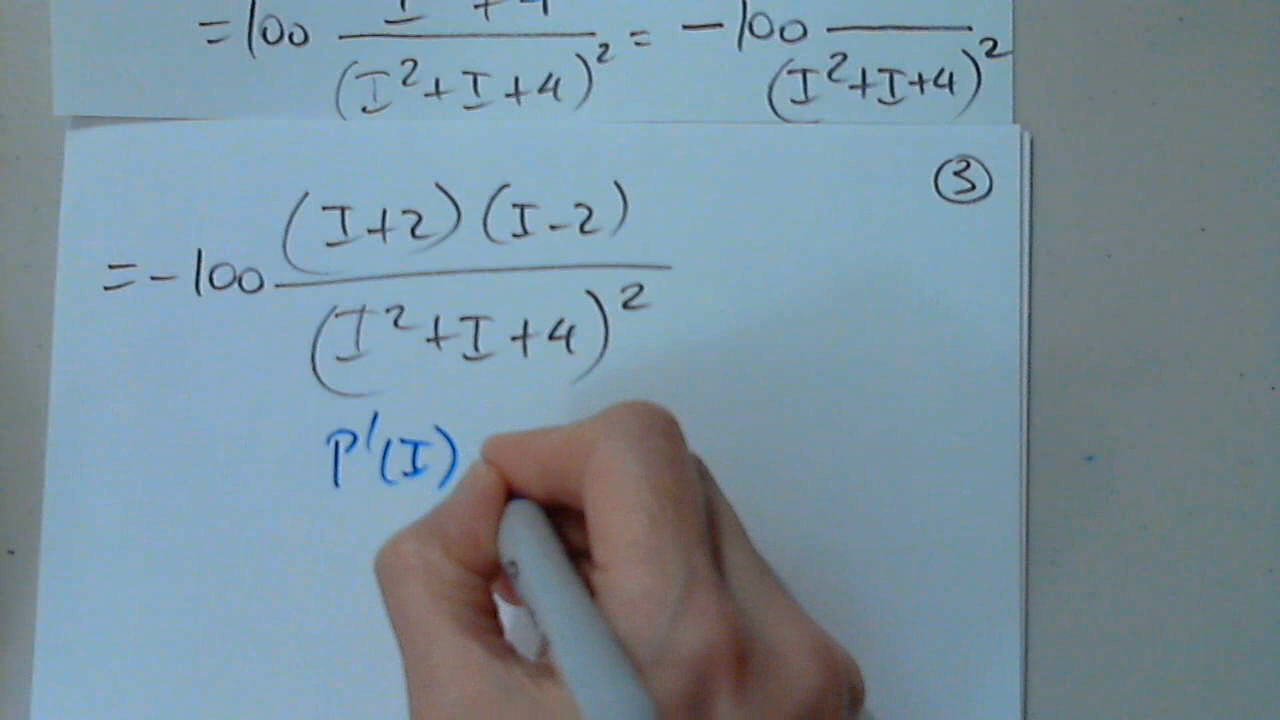 = 100 / (I²+I+4)² = -100 / (I²+I+4)²
③
= -100 (I+2)(I-2) / (I²+I+4)²
P'(I)